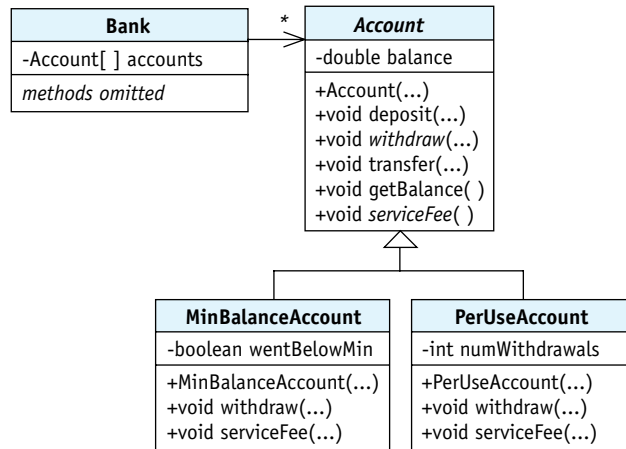 Bank
-Account[ ] accounts
methods omitted
*
Account
-double balance
+Account(...)
+void deposit(...)
+void withdraw(...)
+void transfer(...)
+void getBalance( )
+void serviceFee( )
MinBalanceAccount
-boolean wentBelowMin
+MinBalanceAccount(...)
+void withdraw(...)
+void serviceFee(...)
PerUseAccount
-int numWithdrawals
+PerUseAccount(...)
+void withdraw(...)
+void serviceFee(...)